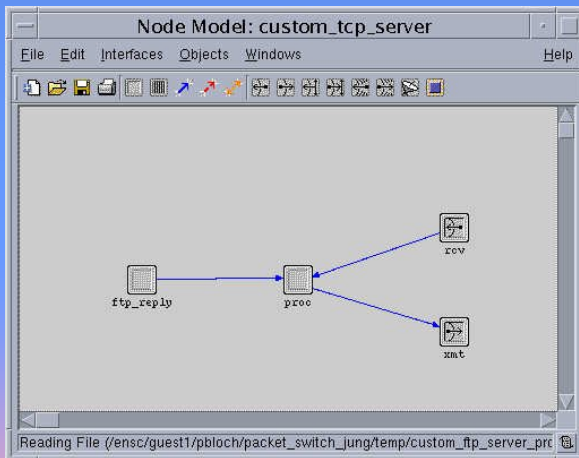 Node Model: custom_tcp_server
File Edit Interfaces Objects Windows Help
rcv
ftp_reply
proc
xmt
Reading File (/ensc/guest1/pbloch/packet_switch_jung/temp/custom_ftp_server_pro